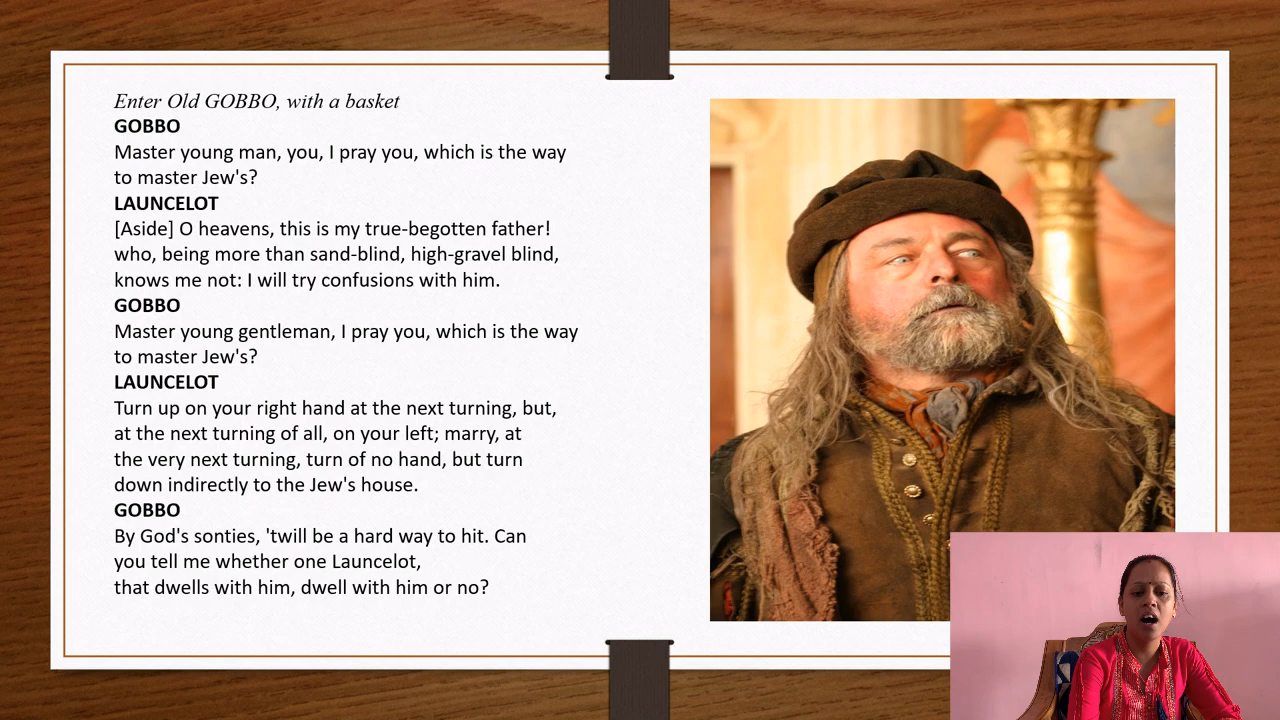 Enter Old GOBBO, with a basket
GOBBO
Master young man, you, I pray you, which is the way
to master Jew's?
LAUNCELOT
[Aside] O heavens, this is my true-begotten father!
who, being more than sand-blind, high-gravel blind,
knows me not: I will try confusions with him.
GOBBO
Master young gentleman, I pray you, which is the way
to master Jew's?
LAUNCELOT
Turn up on your right hand at the next turning, but,
at the next turning of all, on your left; marry, at
the very next turning, turn of no hand, but turn
down indirectly to the Jew's house.
GOBBO
By God's sonties, 'twill be a hard way to hit. Can
you tell me whether one Launcelot,
that dwells with him, dwell with him or no?